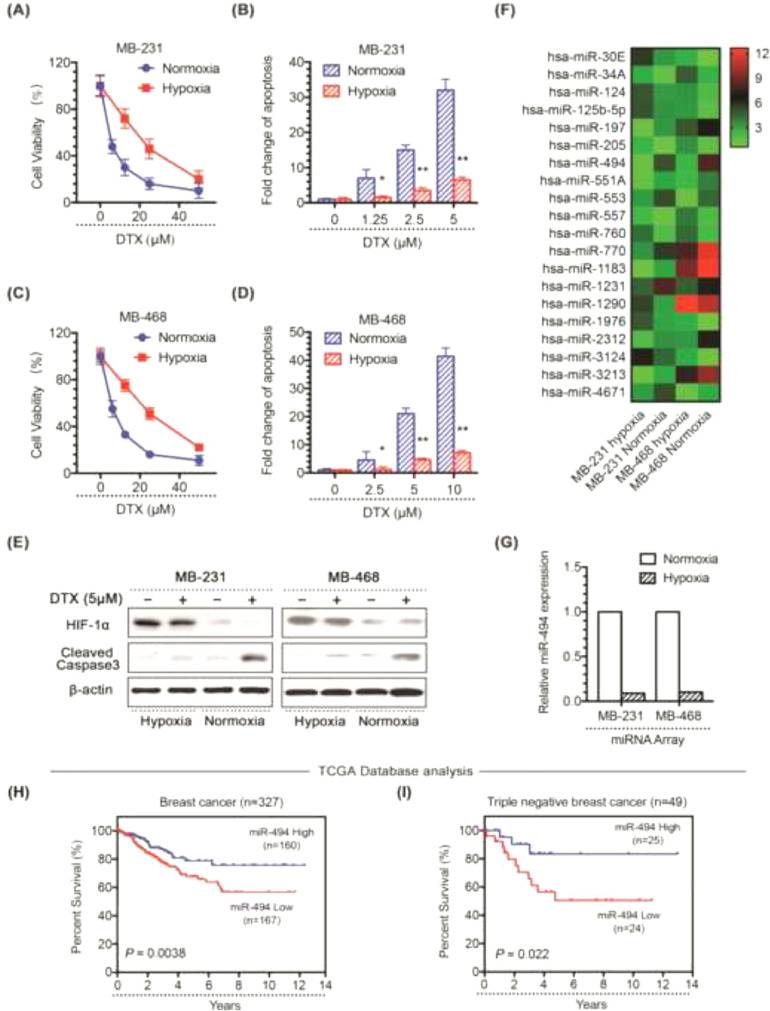 (A)
MB-231
Normoxia
Hypoxia
Cell Viability (%)
120
80
40
0
0 20 40
DTX (μM)
(B)
MB-231
Normoxia
Hypoxia
Fold change of apoptosis
40
30
20
10
0
* ** **
0 1.25 2.5 5
DTX (μM)
(C)
MB-468
Normoxia
Hypoxia
Cell Viability (%)
120
80
40
0
0 20 40
DTX (μM)
(D)
MB-468
Normoxia
Hypoxia
Fold change of apoptosis
50
40
30
20
10
0
* ** **
0 2.5 5 10
DTX (μM)
(F)
hsa-miR-30E
hsa-miR-34A
hsa-miR-124
hsa-miR-125b-5p
hsa-miR-197
hsa-miR-205
hsa-miR-494
hsa-miR-551A
hsa-miR-553
hsa-miR-557
hsa-miR-760
hsa-miR-770
hsa-miR-1183
hsa-miR-1231
hsa-miR-1290
hsa-miR-1976
hsa-miR-2312
hsa-miR-3124
hsa-miR-3213
hsa-miR-4671
12
9
6
3
MB-231 hypoxia
MB-231 Normoxia
MB-468 hypoxia
MB-468 Normoxia
(E)
MB-231 MB-468
DTX (5μM) − + − + − + − +
HIF-1α
Cleaved
Caspase3
β-actin
Hypoxia Normoxia Hypoxia Normoxia
(G)
Normoxia
Hypoxia
Relative miR-494 expression
1.5
1.0
0.5
0.0
MB-231 MB-468
miRNA Array
TCGA Database analysis
(H)
Breast cancer (n=327)
Percent Survival (%)
100
80
60
40
20
0
miR-494 High
(n=160)
miR-494 Low
(n=167)
P = 0.0038
0 2 4 6 8 10 12 14
Years
(I)
Triple negative breast cancer (n=49)
Percent Survival (%)
100
80
60
40
20
0
miR-494 High
(n=25)
miR-494 Low
(n=24)
P = 0.022
0 2 4 6 8 10 12 14
Years